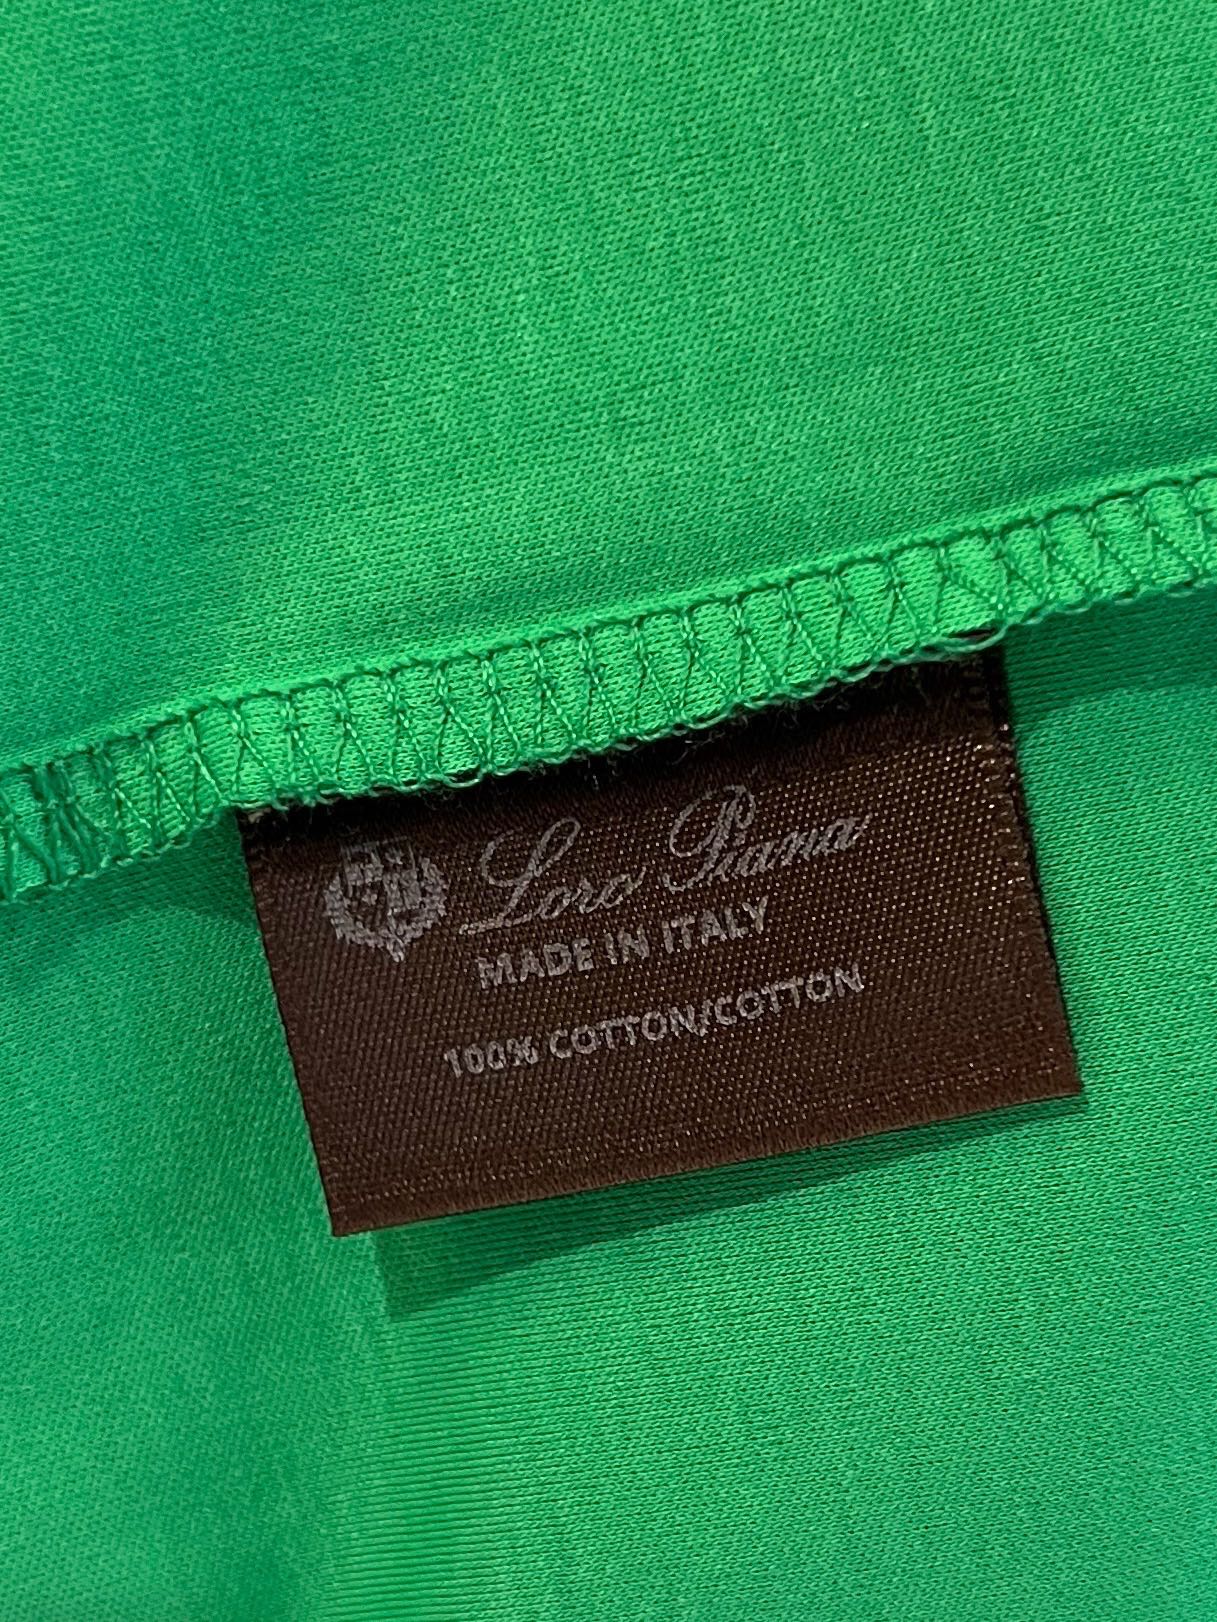 Loro Piana
MADE IN ITALY
100% COTTON/COTTON